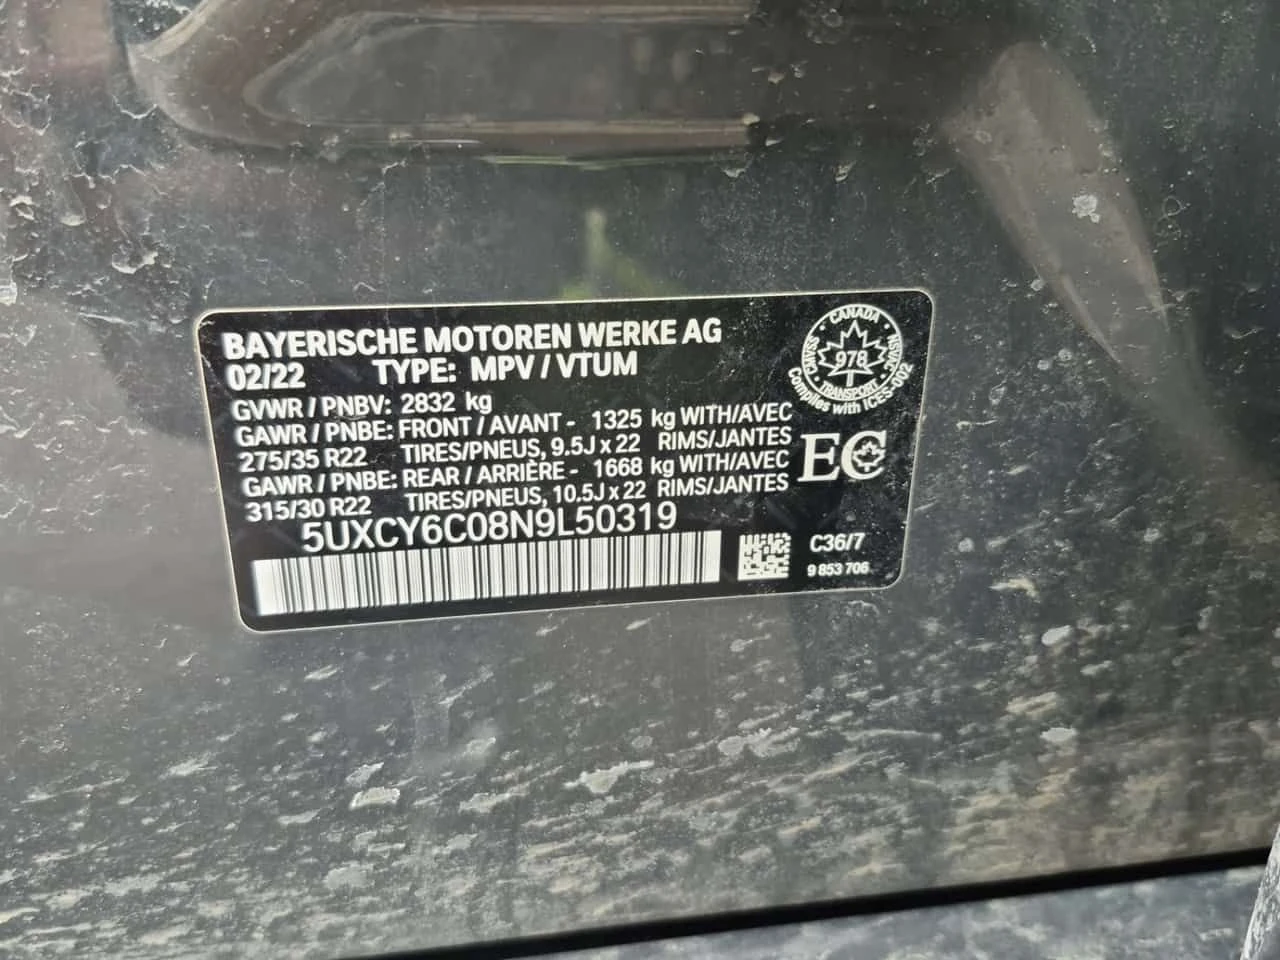 BAYERISCHE MOTOREN WERKE AG
02/22 TYPE: MPV / VTUM
GVWR / PNBV: 2832 kg
GAWR / PNBE: FRONT / AVANT - 1325 kg WITH/AVEC
275/35 R22 TIRES/PNEUS, 9.5J x 22 RIMS/JANTES
GAWR / PNBE: REAR / ARRIÈRE - 1668 kg WITH/AVEC
315/30 R22 TIRES/PNEUS, 10.5J x 22 RIMS/JANTES
5UXCY6C08N9L50319
CANADA
978
TRANSPORT
CMVSS
NSVAC
Complies with ICES-002
EC
C36/7
9 853 706